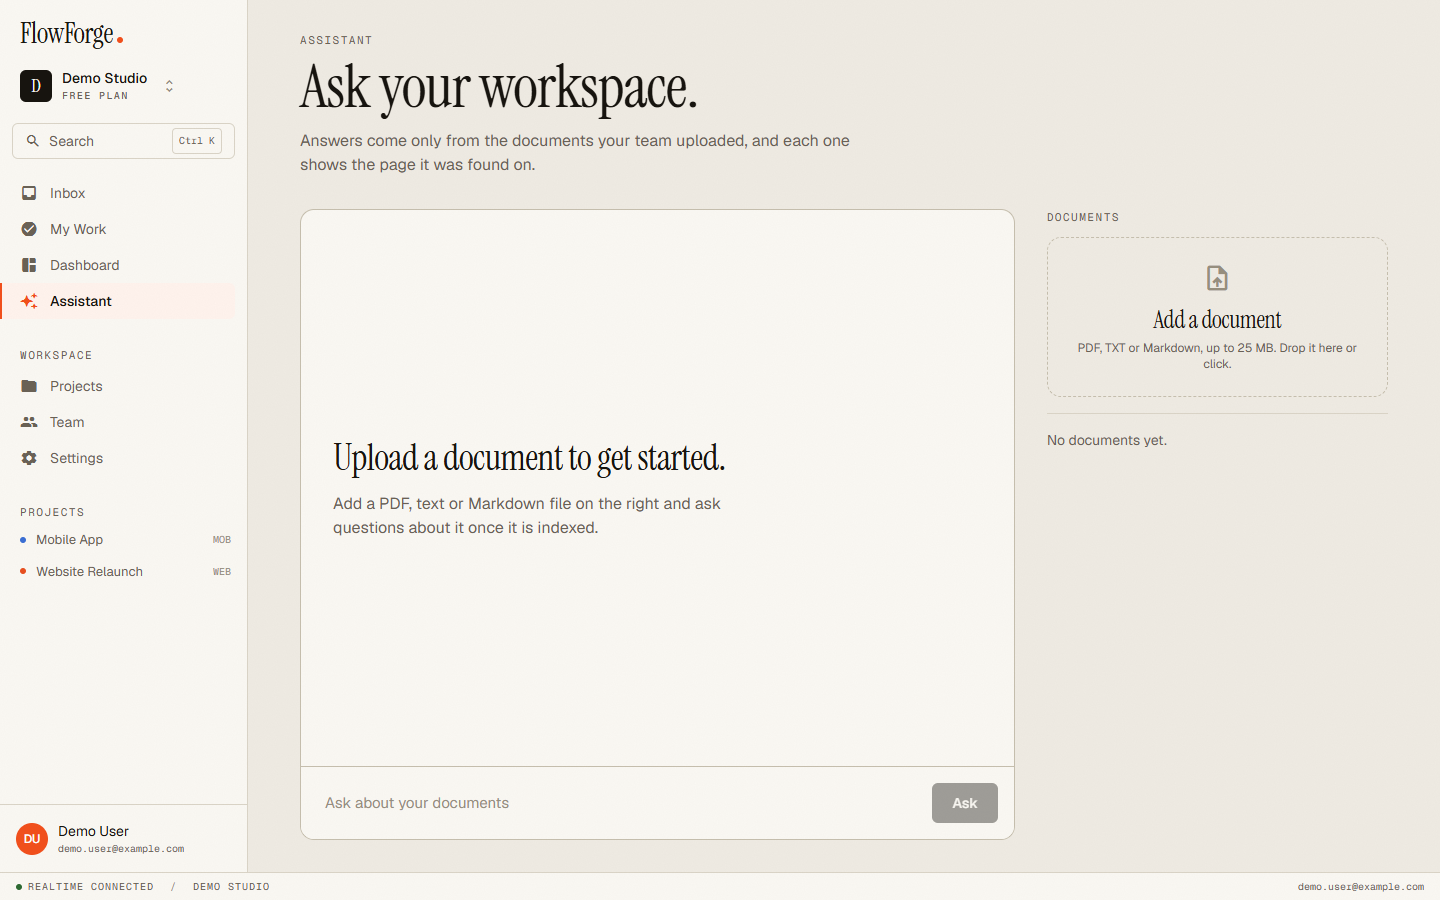 FlowForge.
D
Demo Studio
FREE PLAN
Search
Ctrl K
Inbox
My Work
Dashboard
Assistant
WORKSPACE
Projects
Team
Settings
PROJECTS
Mobile App
MOB
Website Relaunch
WEB
DU
Demo User
demo.user@example.com
ASSISTANT
Ask your workspace.
Answers come only from the documents your team uploaded, and each one
shows the page it was found on.
Upload a document to get started.
Add a PDF, text or Markdown file on the right and ask
questions about it once it is indexed.
Ask about your documents
Ask
DOCUMENTS
Add a document
PDF, TXT or Markdown, up to 25 MB. Drop it here or
click.
No documents yet.
REALTIME CONNECTED / DEMO STUDIO
demo.user@example.com